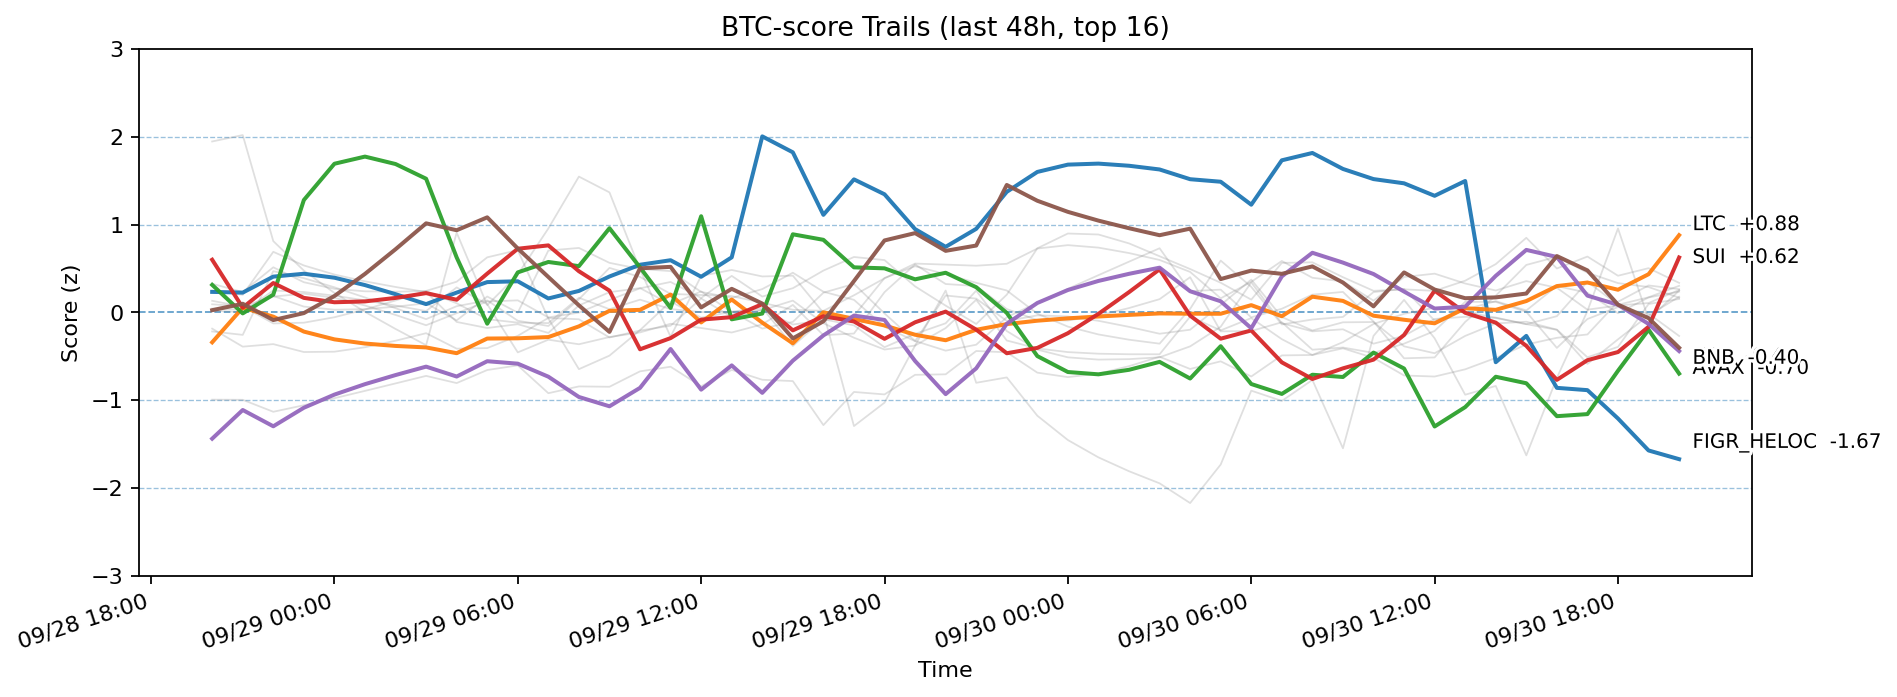 BTC-score Trails (last 48h, top 16)
Score (z)
3
2
1
0
−1
−2
−3
LTC +0.88
SUI +0.62
BNB -0.40
AVAX -0.70
FIGR_HELOC -1.67
09/28 18:00
09/29 00:00
09/29 06:00
09/29 12:00
09/29 18:00
09/30 00:00
09/30 06:00
09/30 12:00
09/30 18:00
Time